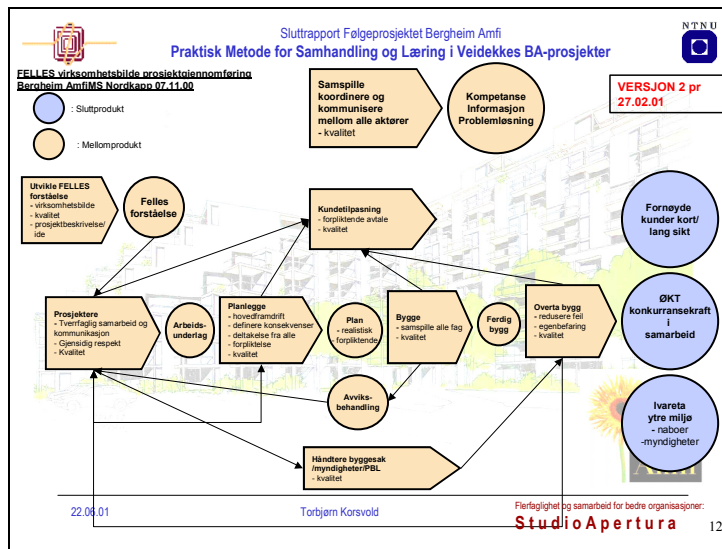 Sluttrapport Følgeprosjektet Bergheim Amfi
Praktisk Metode for Samhandling og Læring i Veidekkes BA-prosjekter
NTNU
FELLES virksomhetsbilde prosjektgjennomføring
Bergheim AmfiMS Nordkapp 07.11.00
: Sluttprodukt
: Mellomprodukt
Samspille
koordinere og
kommunisere
mellom alle aktører
- kvalitet
Kompetanse
Informasjon
Problemløsning
VERSJON 2 pr
27.02.01
Utvikle FELLES
forståelse
- virksomhetsbilde
- kvalitet
- prosjektbeskrivelse/
ide
Felles
forståelse
Kundetilpasning
- forpliktende avtale
- kvalitet
Fornøyde
kunder kort/
lang sikt
Prosjektere
- Tverrfaglig samarbeid og
kommunikasjon
- Gjensidig respekt
- Kvalitet
Arbeids-
underlag
Planlegge
- hovedframdrift
- definere konsekvenser
- deltakelse fra alle
- forpliktelse
- kvalitet
Plan
- realistisk
- forpliktende
Bygge
- samspille alle fag
- kvalitet
Ferdig
bygg
Overta bygg
- redusere feil
- egenbefaring
- kvalitet
ØKT
konkurransekraft
i
samarbeid
Avviks-
behandling
Ivareta
ytre miljø
- naboer
-myndigheter
Håndtere byggesak
/myndigheter/PBL
- kvalitet
Amfi
22.06.01
Torbjørn Korsvold
Flerfaglighet og samarbeid for bedre organisasjoner:
StudioApertura
12